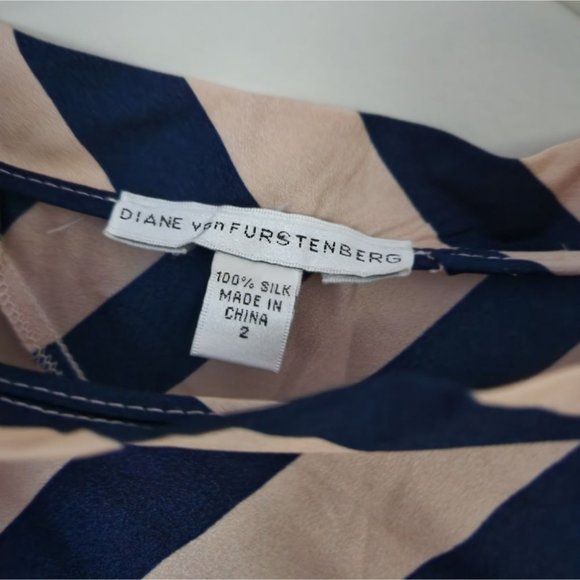 DIANE von FURSTENBERG
100% SILK
MADE IN
CHINA
2